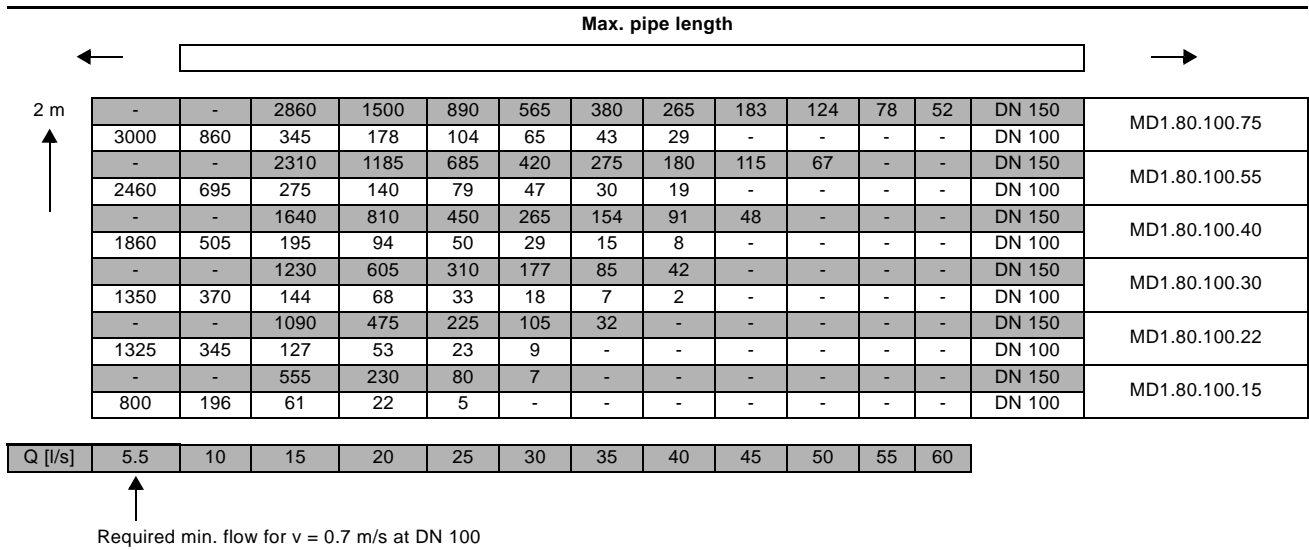 Max. pipe length
2 m - - 2860 1500 890 565 380 265 183 124 78 52 DN 150 MD1.80.100.75
3000 860 345 178 104 65 43 29 - - - - DN 100
- - 2310 1185 685 420 275 180 115 67 - - DN 150 MD1.80.100.55
2460 695 275 140 79 47 30 19 - - - - DN 100
- - 1640 810 450 265 154 91 48 - - - DN 150 MD1.80.100.40
1860 505 195 94 50 29 15 8 - - - - DN 100
- - 1230 605 310 177 85 42 - - - - DN 150 MD1.80.100.30
1350 370 144 68 33 18 7 2 - - - - DN 100
- - 1090 475 225 105 32 - - - - - DN 150 MD1.80.100.22
1325 345 127 53 23 9 - - - - - - DN 100
- - 555 230 80 7 - - - - - - DN 150 MD1.80.100.15
800 196 61 22 5 - - - - - - - DN 100
Q [l/s] 5.5 10 15 20 25 30 35 40 45 50 55 60
Required min. flow for v = 0.7 m/s at DN 100